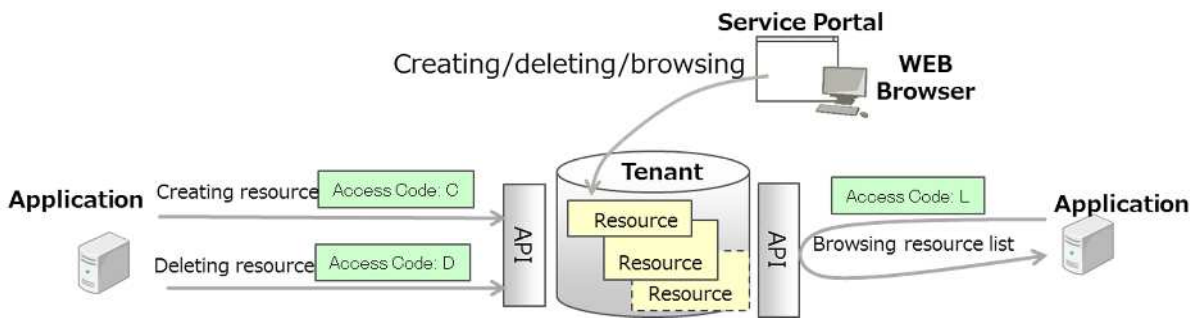 Service Portal
Creating/deleting/browsing
WEB
Browser
Tenant
Application
Creating resource
Access Code: C
Deleting resource
Access Code: D
API
Resource
Resource
Resource
API
Access Code: L
Browsing resource list
Application